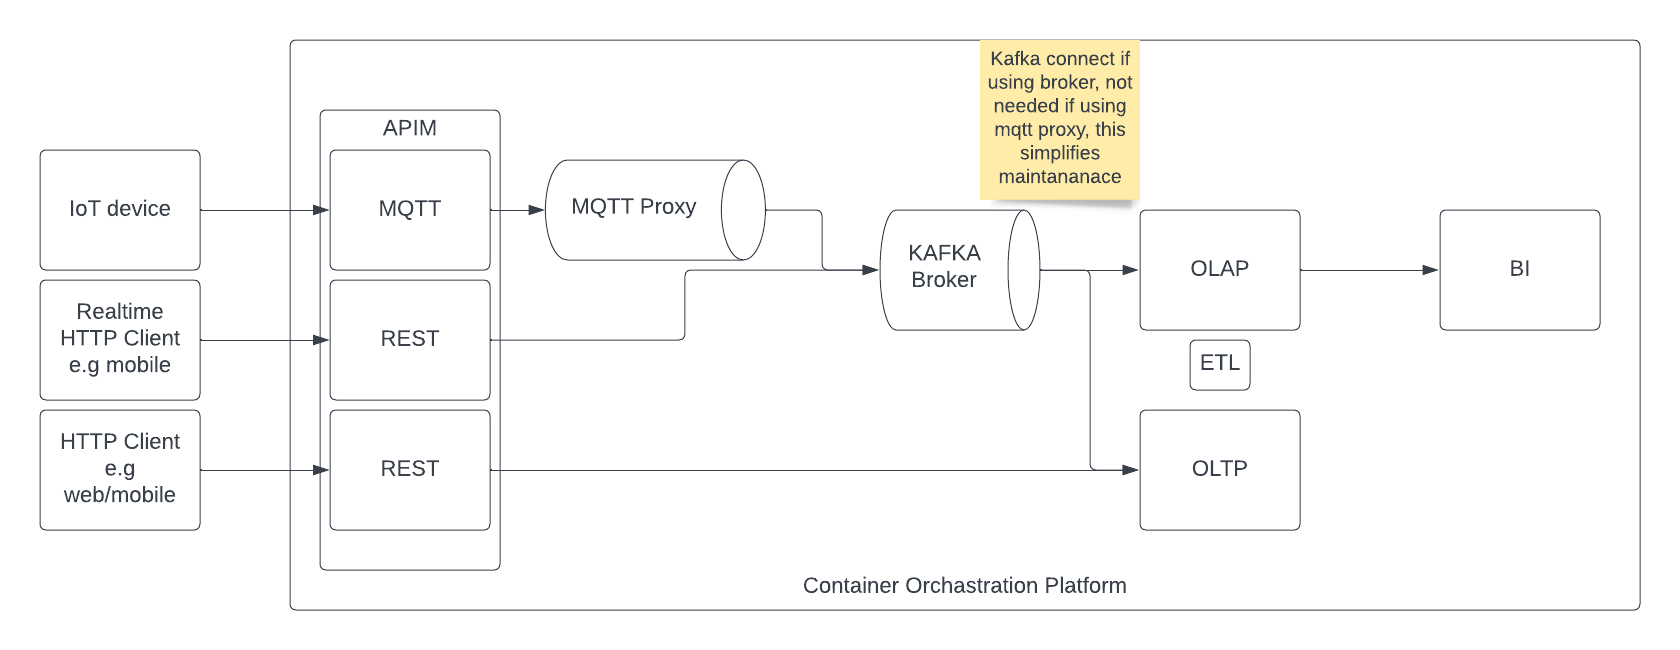 Kafka connect if
using broker, not
needed if using
mqtt proxy, this
simplifies
maintananace
APIM
IoT device
MQTT
MQTT Proxy
KAFKA
Broker
OLAP
BI
Realtime
HTTP Client
e.g mobile
REST
ETL
HTTP Client
e.g
web/mobile
REST
OLTP
Container Orchastration Platform